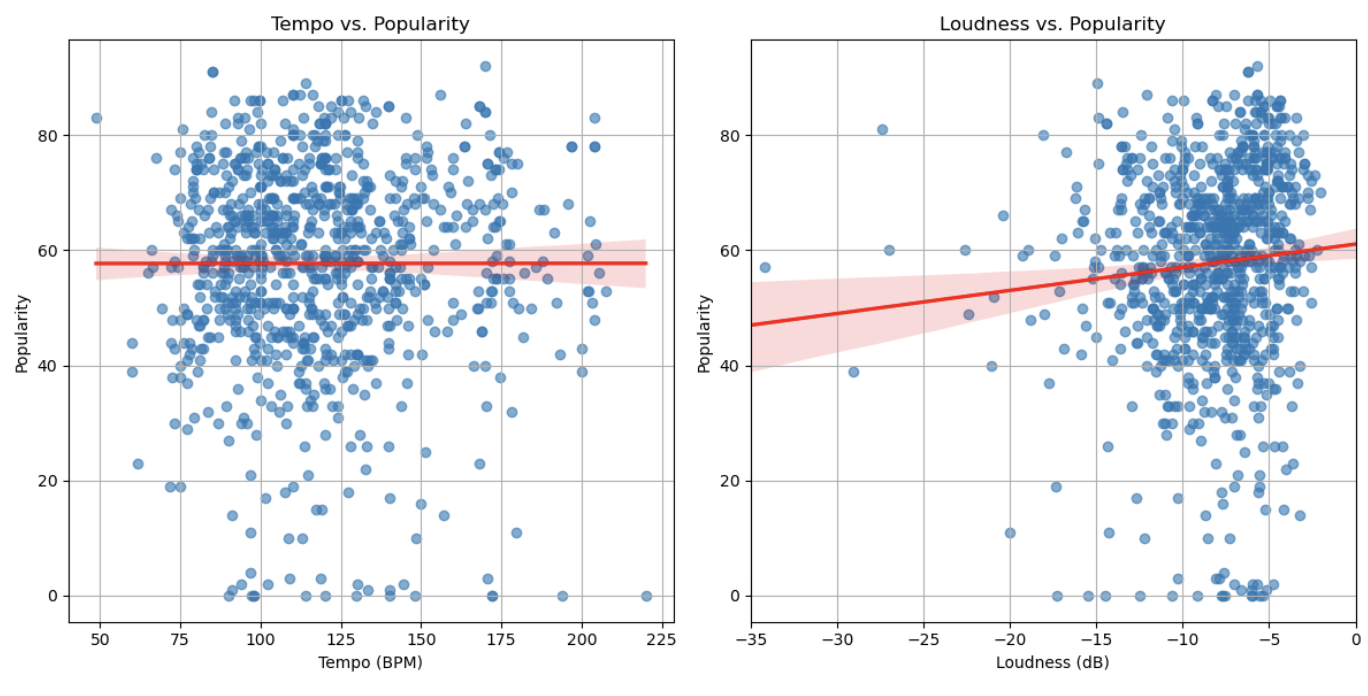 Tempo vs. Popularity
80
60
40
20
0
Popularity
50 75 100 125 150 175 200 225
Tempo (BPM)
Loudness vs. Popularity
80
60
40
20
0
Popularity
−35 −30 −25 −20 −15 −10 −5 0
Loudness (dB)